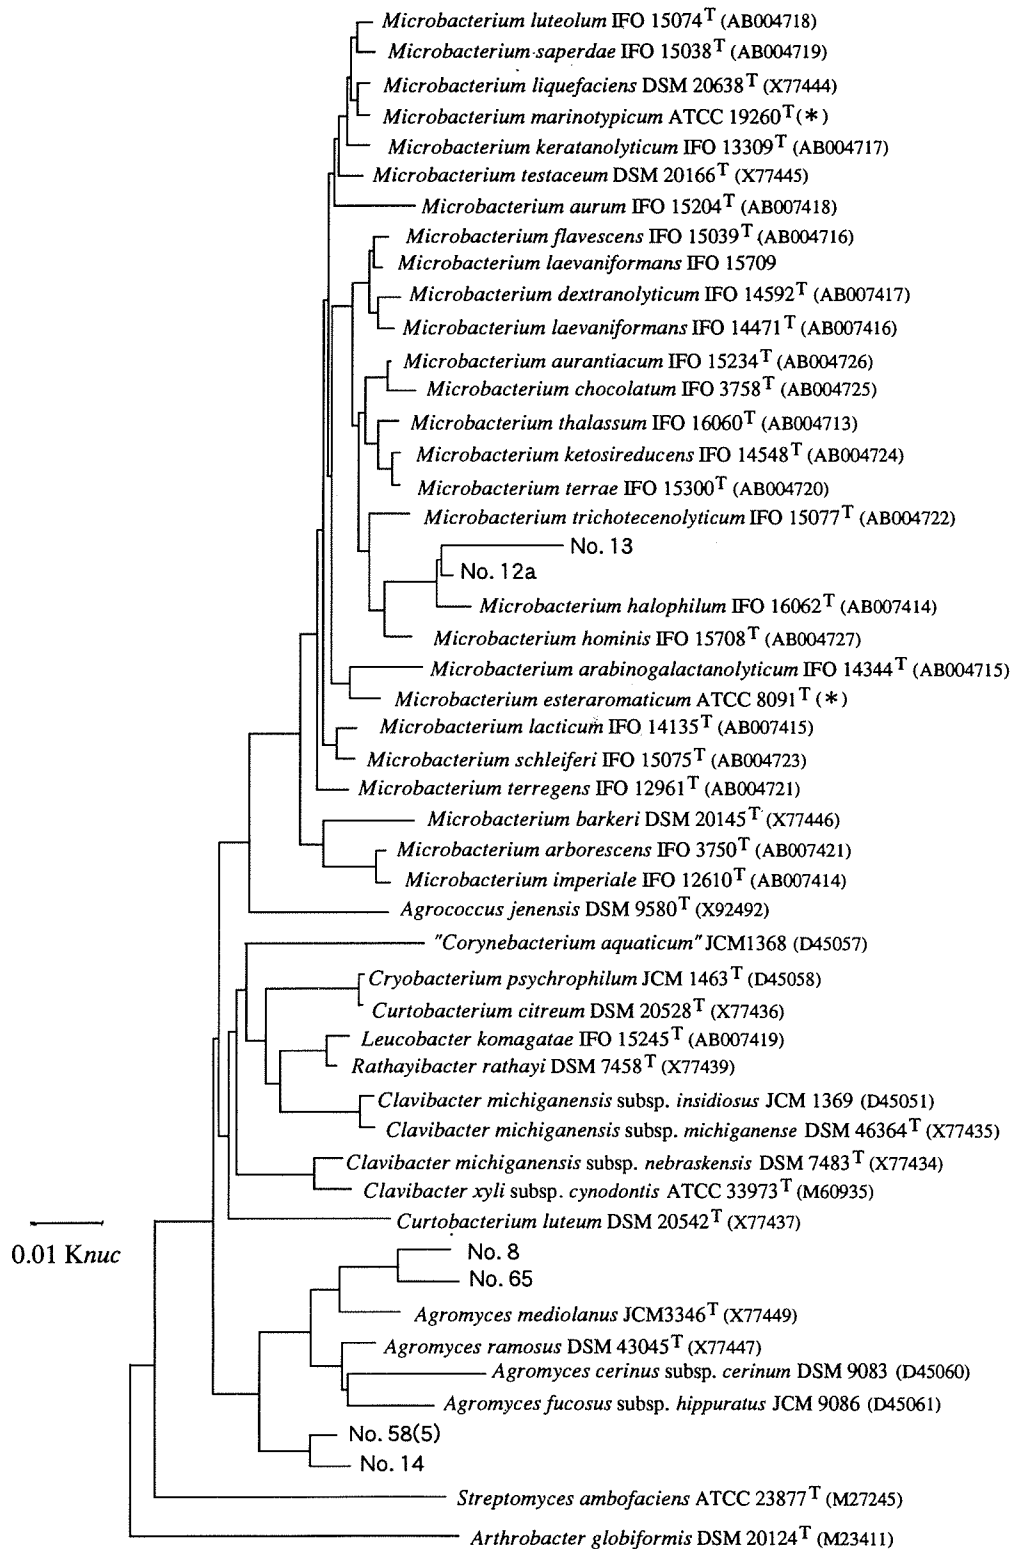 Microbacterium luteolum IFO 15074T (AB004718)
Microbacterium saperdae IFO 15038T (AB004719)
Microbacterium liquefaciens DSM 20638T (X77444)
Microbacterium marinotypicum ATCC 19260T (*)
Microbacterium keratanolyticum IFO 13309T (AB004717)
Microbacterium testaceum DSM 20166T (X77445)
Microbacterium aurum IFO 15204T (AB007418)
Microbacterium flavescens IFO 15039T (AB004716)
Microbacterium laevaniformans IFO 15709
Microbacterium dextranolyticum IFO 14592T (AB007417)
Microbacterium laevaniformans IFO 14471T (AB007416)
Microbacterium aurantiacum IFO 15234T (AB004726)
Microbacterium chocolatum IFO 3758T (AB004725)
Microbacterium thalassum IFO 16060T (AB004713)
Microbacterium ketosireducens IFO 14548T (AB004724)
Microbacterium terrae IFO 15300T (AB004720)
Microbacterium trichotecenolyticum IFO 15077T (AB004722)
No. 13
No. 12a
Microbacterium halophilum IFO 16062T (AB007414)
Microbacterium hominis IFO 15708T (AB004727)
Microbacterium arabinogalactanolyticum IFO 14344T (AB004715)
Microbacterium esteraromaticum ATCC 8091T (*)
Microbacterium lacticum IFO 14135T (AB007415)
Microbacterium schleiferi IFO 15075T (AB004723)
Microbacterium terregens IFO 12961T (AB004721)
Microbacterium barkeri DSM 20145T (X77446)
Microbacterium arborescens IFO 3750T (AB007421)
Microbacterium imperiale IFO 12610T (AB007414)
Agrococcus jenensis DSM 9580T (X92492)
"Corynebacterium aquaticum" JCM1368 (D45057)
Cryobacterium psychrophilum JCM 1463T (D45058)
Curtobacterium citreum DSM 20528T (X77436)
Leucobacter komagatae IFO 15245T (AB007419)
Rathayibacter rathayi DSM 7458T (X77439)
Clavibacter michiganensis subsp. insidiosus JCM 1369 (D45051)
Clavibacter michiganensis subsp. michiganense DSM 46364T (X77435)
Clavibacter michiganensis subsp. nebraskensis DSM 7483T (X77434)
Clavibacter xyli subsp. cynodontis ATCC 33973T (M60935)
Curtobacterium luteum DSM 20542T (X77437)
0.01 Knuc
No. 8
No. 65
Agromyces mediolanus JCM3346T (X77449)
Agromyces ramosus DSM 43045T (X77447)
Agromyces cerinus subsp. cerinum DSM 9083 (D45060)
Agromyces fucosus subsp. hippuratus JCM 9086 (D45061)
No. 58(5)
No. 14
Streptomyces ambofaciens ATCC 23877T (M27245)
Arthrobacter globiformis DSM 20124T (M23411)